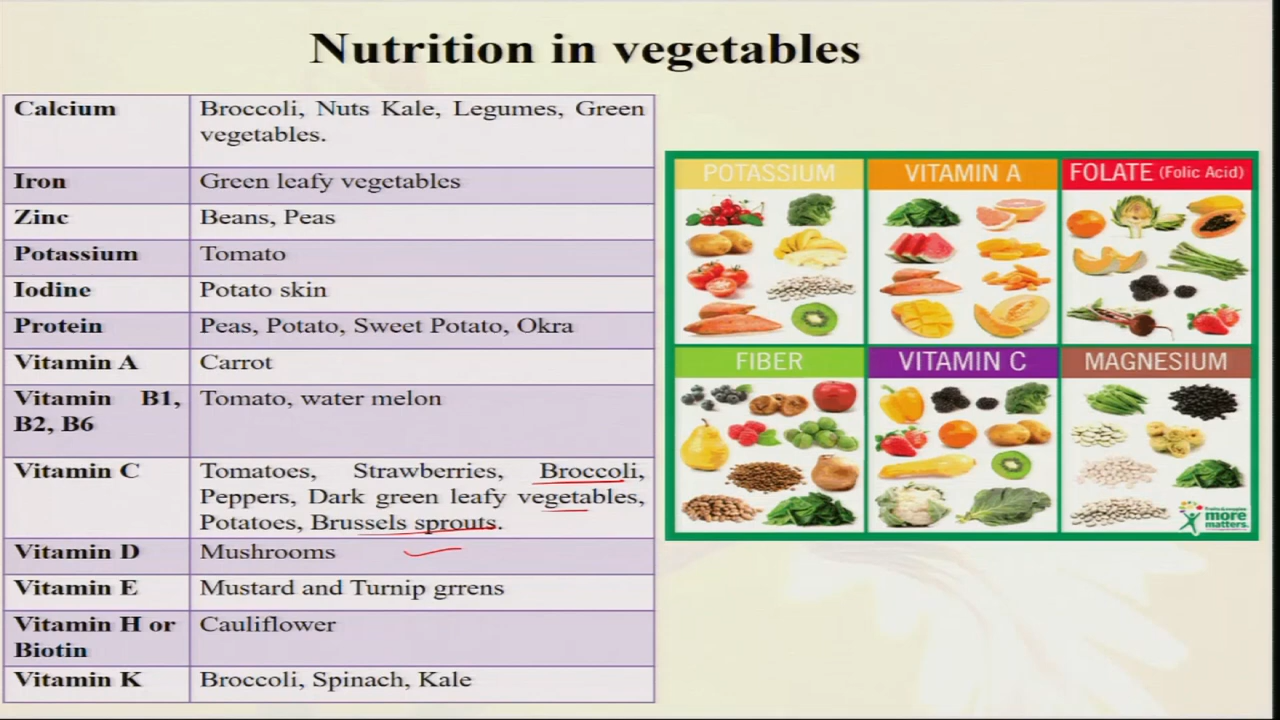 Nutrition in vegetables
Calcium
Broccoli, Nuts Kale, Legumes, Green
vegetables.
Iron
Green leafy vegetables
Zinc
Beans, Peas
Potassium
Tomato
Iodine
Potato skin
Protein
Peas, Potato, Sweet Potato, Okra
Vitamin A
Carrot
Vitamin B1,
B2, B6
Tomato, water melon
Vitamin C
Tomatoes, Strawberries, Broccoli,
Peppers, Dark green leafy vegetables,
Potatoes, Brussels sprouts.
Vitamin D
Mushrooms
Vitamin E
Mustard and Turnip grrens
Vitamin H or
Biotin
Cauliflower
Vitamin K
Broccoli, Spinach, Kale
POTASSIUM
VITAMIN A
FOLATE (Folic Acid)
FIBER
VITAMIN C
MAGNESIUM
more
matters.